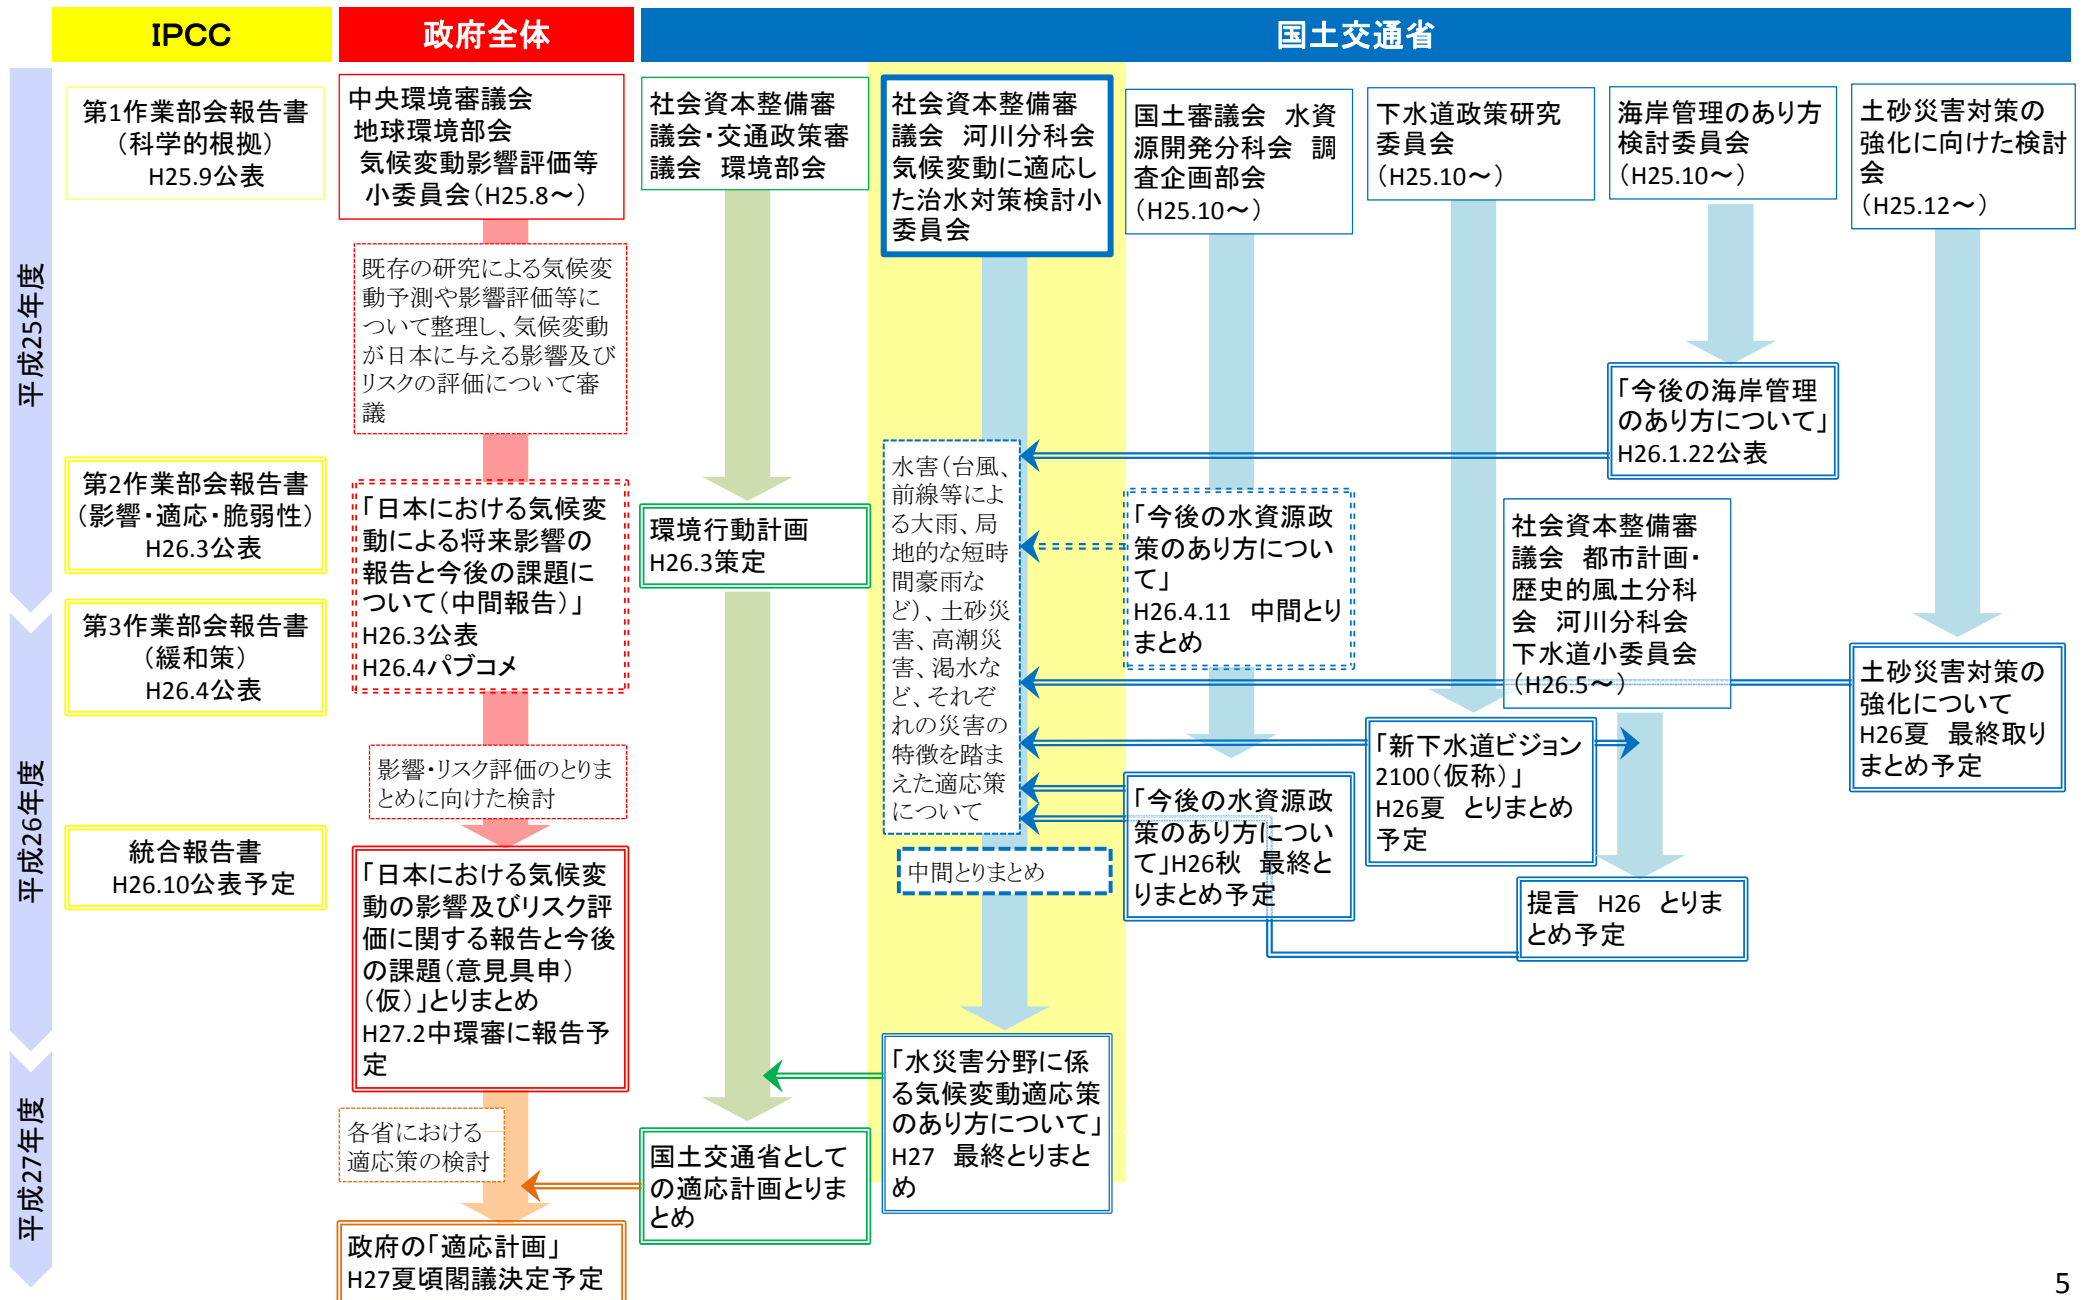 IPCC
政府全体
国土交通省
平成25年度
平成26年度
平成27年度
第1作業部会報告書
（科学的根拠）
H25.9公表
第2作業部会報告書
（影響・適応・脆弱性）
H26.3公表
第3作業部会報告書
（緩和策）
H26.4公表
統合報告書
H26.10公表予定
中央環境審議会
地球環境部会
気候変動影響評価等
小委員会（H25.8～）
既存の研究による気候変
動予測や影響評価等に
ついて整理し、気候変動
が日本に与える影響及び
リスクの評価について審
議
「日本における気候変
動による将来影響の
報告と今後の課題に
ついて（中間報告）」
H26.3公表
H26.4パブコメ
影響・リスク評価のとりま
とめに向けた検討
「日本における気候変
動の影響及びリスク評
価に関する報告と今後
の課題（意見具申）
（仮）」とりまとめ
H27.2中環審に報告予
定
各省における
適応策の検討
政府の「適応計画」
H27夏頃閣議決定予定
社会資本整備審
議会・交通政策審
議会　環境部会
環境行動計画
H26.3策定
国土交通省として
の適応計画とりま
とめ
社会資本整備審
議会　河川分科会
気候変動に適応し
た治水対策検討小
委員会
水害（台風、
前線等によ
る大雨、局
地的な短時
間豪雨な
ど）、土砂災
害、高潮災
害、渇水な
ど、それぞ
れの災害の
特徴を踏ま
えた適応策
について
中間とりまとめ
「水災害分野に係
る気候変動適応策
のあり方について」
H27　最終とりまと
め
国土審議会　水資
源開発分科会　調
査企画部会
（H25.10～）
「今後の水資源政
策のあり方につい
て」
H26.4.11　中間とり
まとめ
「今後の水資源政
策のあり方につい
て」H26秋　最終と
りまとめ予定
下水道政策研究
委員会
（H25.10～）
「新下水道ビジョン
2100（仮称）」
H26夏　とりまとめ
予定
海岸管理のあり方
検討委員会
（H25.10～）
「今後の海岸管理
のあり方について」
H26.1.22公表
社会資本整備審
議会　都市計画・
歴史的風土分科
会　河川分科会
下水道小委員会
（H26.5～）
提言　H26　とりま
とめ予定
土砂災害対策の
強化に向けた検討
会
（H25.12～）
土砂災害対策の
強化について
H26夏　最終取り
まとめ予定
5